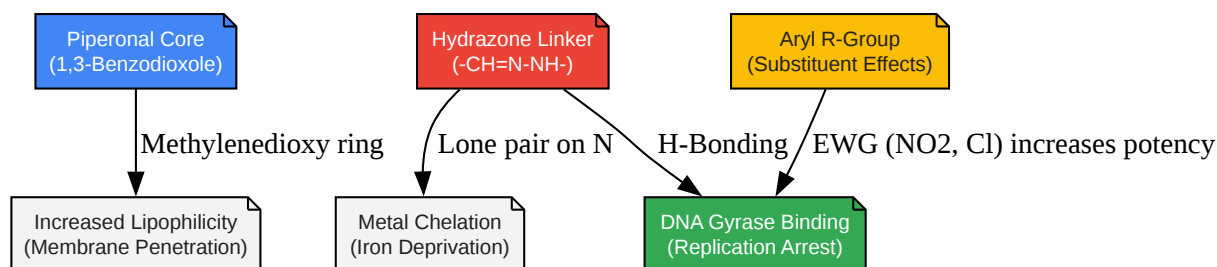 Piperonal Core
(1,3-Benzodioxole)
Hydrazone Linker
(-CH=N-NH-)
Aryl R-Group
(Substituent Effects)
Methylenedioxy ring
Lone pair on N
H-Bonding
EWG (NO2, Cl) increases potency
Increased Lipophilicity
(Membrane Penetration)
Metal Chelation
(Iron Deprivation)
DNA Gyrase Binding
(Replication Arrest)